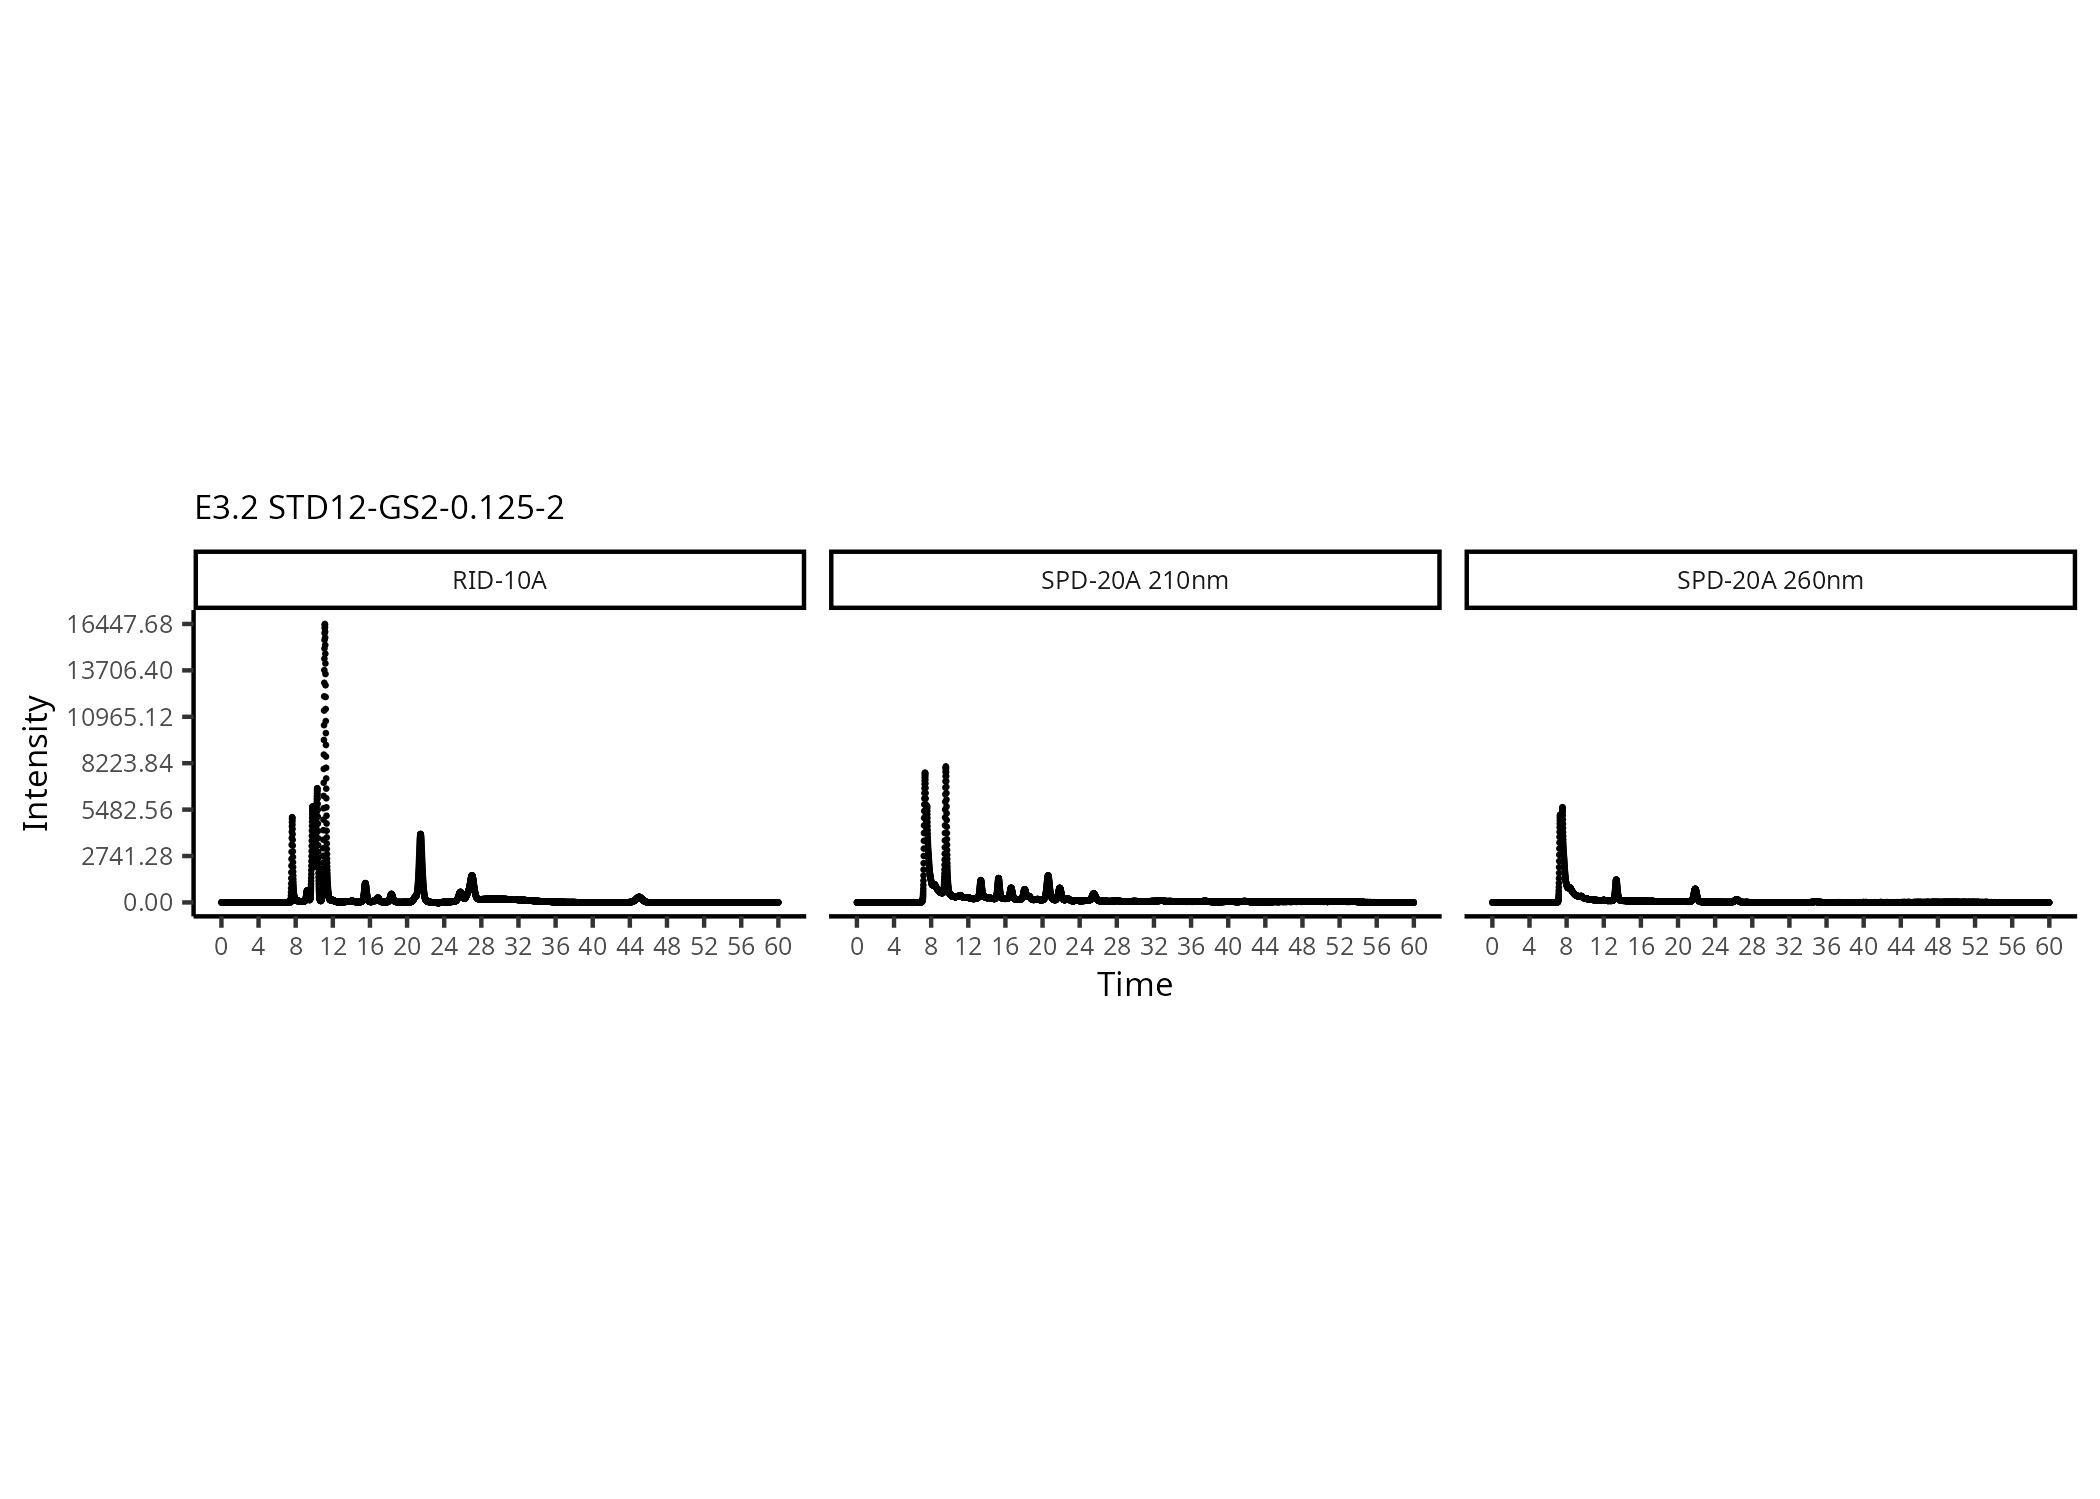 E3.2 STD12-GS2-0.125-2
RID-10A
SPD-20A 210nm
SPD-20A 260nm
Intensity
16447.68
13706.40
10965.12
8223.84
5482.56
2741.28
0.00
0 4 8 12 16 20 24 28 32 36 40 44 48 52 56 60
0 4 8 12 16 20 24 28 32 36 40 44 48 52 56 60
0 4 8 12 16 20 24 28 32 36 40 44 48 52 56 60
Time